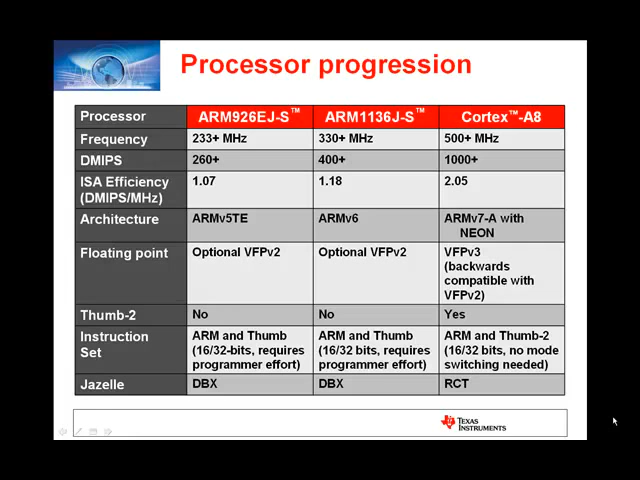 Processor progression
Processor ARM926EJ-S™ ARM1136J-S™ Cortex™-A8
Frequency 233+ MHz 330+ MHz 500+ MHz
DMIPS 260+ 400+ 1000+
ISA Efficiency 1.07 1.18 2.05
(DMIPS/MHz)
Architecture ARMv5TE ARMv6 ARMv7-A with
NEON
Floating point Optional VFPv2 Optional VFPv2 VFPv3
(backwards
compatible with
VFPv2)
Thumb-2 No No Yes
Instruction ARM and Thumb ARM and Thumb ARM and Thumb-2
Set (16/32-bits, requires (16/32 bits, requires (16/32 bits, no mode
programmer effort) programmer effort) switching needed)
Jazelle DBX DBX RCT
TEXAS
INSTRUMENTS